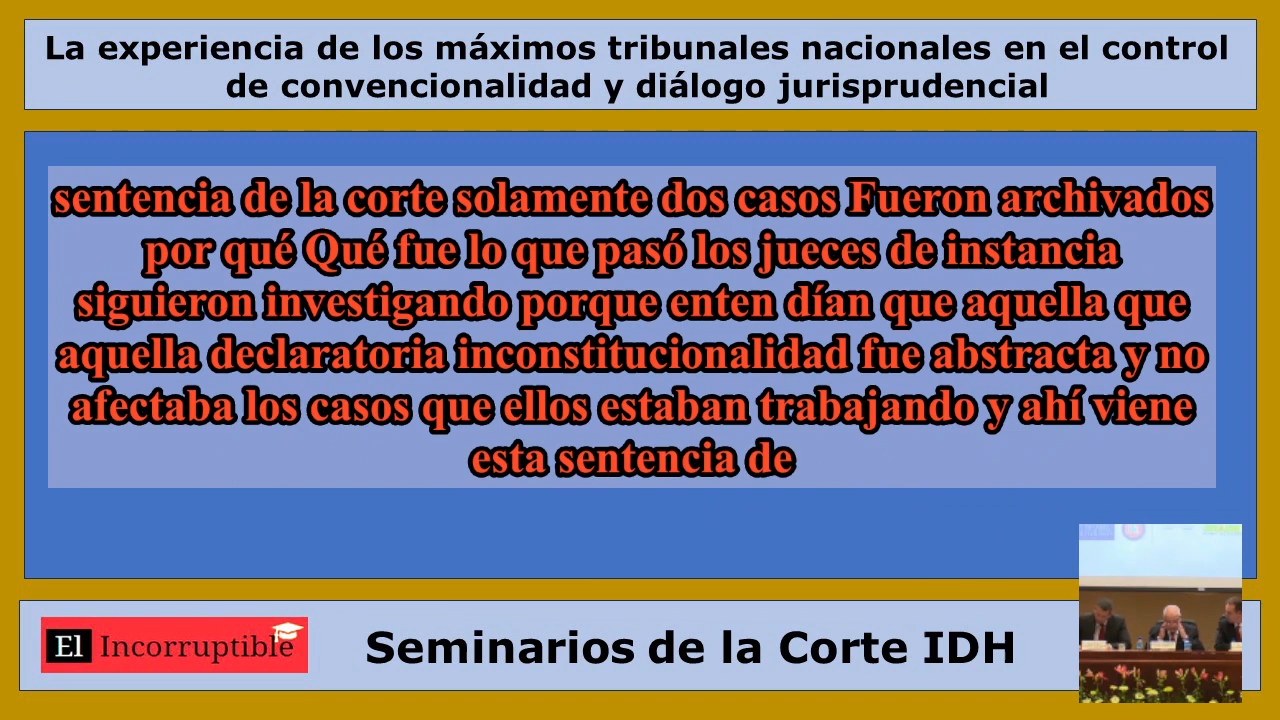 La experiencia de los máximos tribunales nacionales en el control
de convencionalidad y diálogo jurisprudencial
sentencia de la corte solamente dos casos Fueron archivados
por qué Qué fue lo que pasó los jueces de instancia
siguieron investigando porque enten dían que aquella que
aquella declaratoria inconstitucionalidad fue abstracta y no
afectaba los casos que ellos estaban trabajando y ahí viene
esta sentencia de
El Incorruptible
Seminarios de la Corte IDH